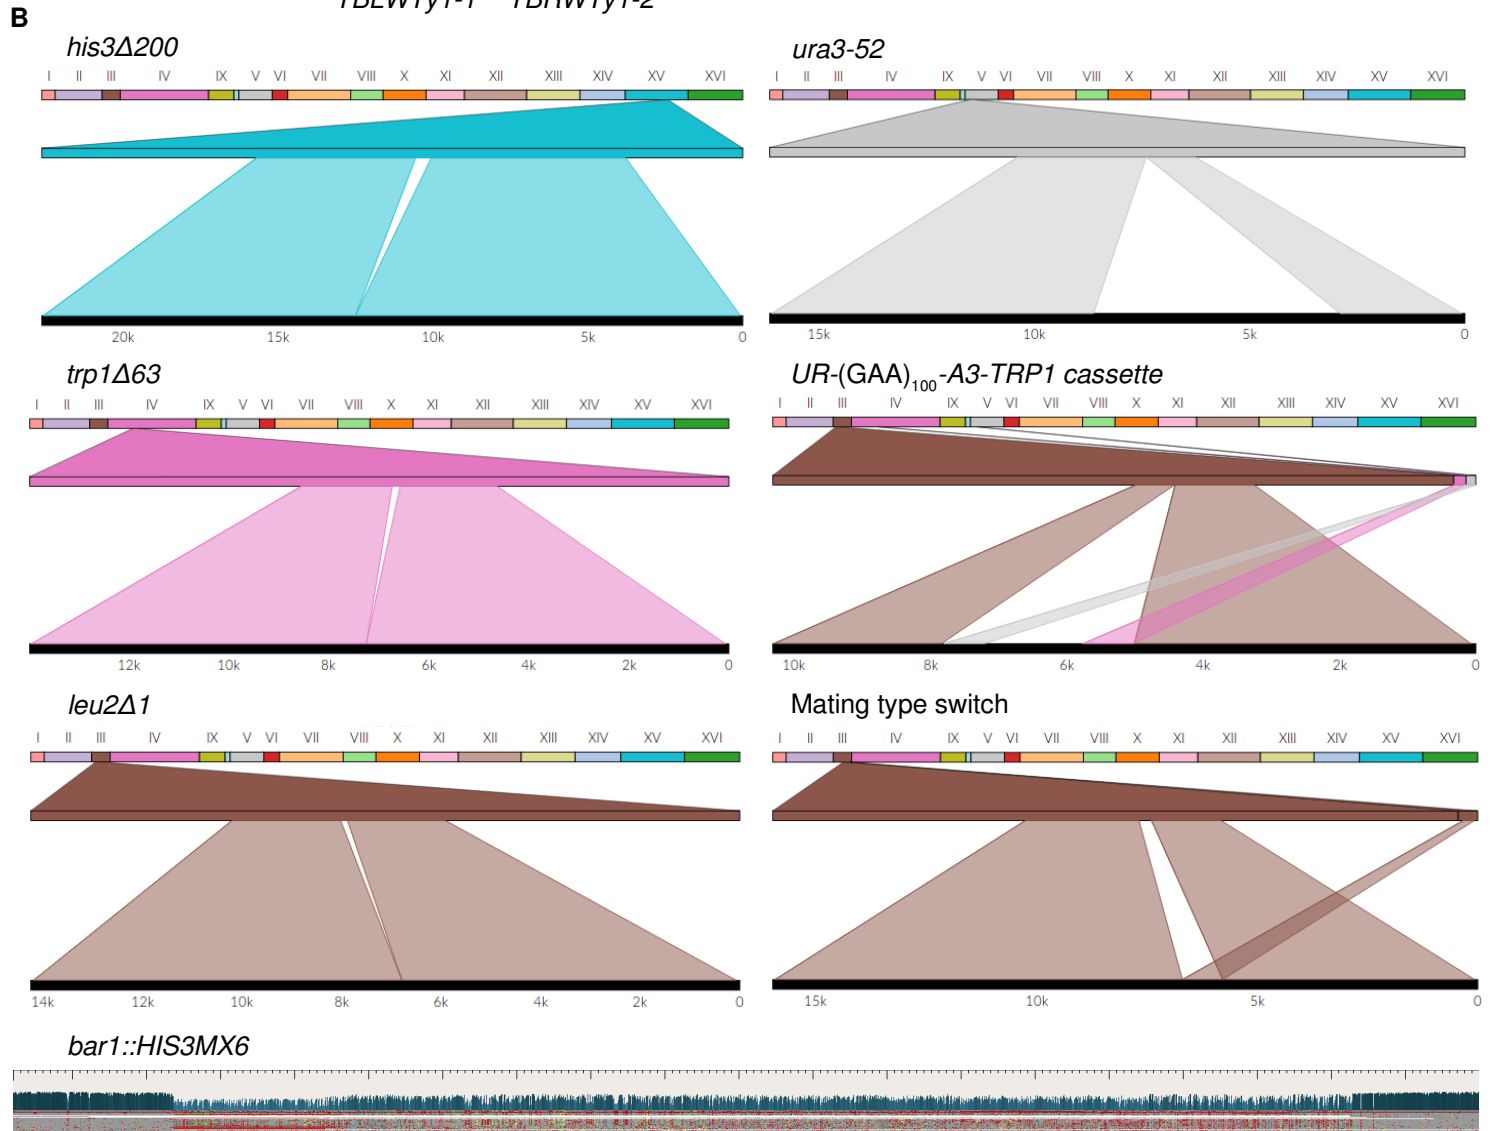 YBLWTy1-1 YBRWTy1-2
B
his3Δ200
I II III IV IX V VI VII VIII X XI XII XIII XIV XV XVI
20k 15k 10k 5k 0
ura3-52
I II III IV IX V VI VII VIII X XI XII XIII XIV XV XVI
15k 10k 5k 0
trp1Δ63
I II III IV IX V VI VII VIII X XI XII XIII XIV XV XVI
12k 10k 8k 6k 4k 2k 0
UR-(GAA)100-A3-TRP1 cassette
I II III IV IX V VI VII VIII X XI XII XIII XIV XV XVI
10k 8k 6k 4k 2k 0
leu2Δ1
I II III IV IX V VI VII VIII X XI XII XIII XIV XV XVI
14k 12k 10k 8k 6k 4k 2k 0
Mating type switch
I II III IV IX V VI VII VIII X XI XII XIII XIV XV XVI
15k 10k 5k 0
bar1::HIS3MX6